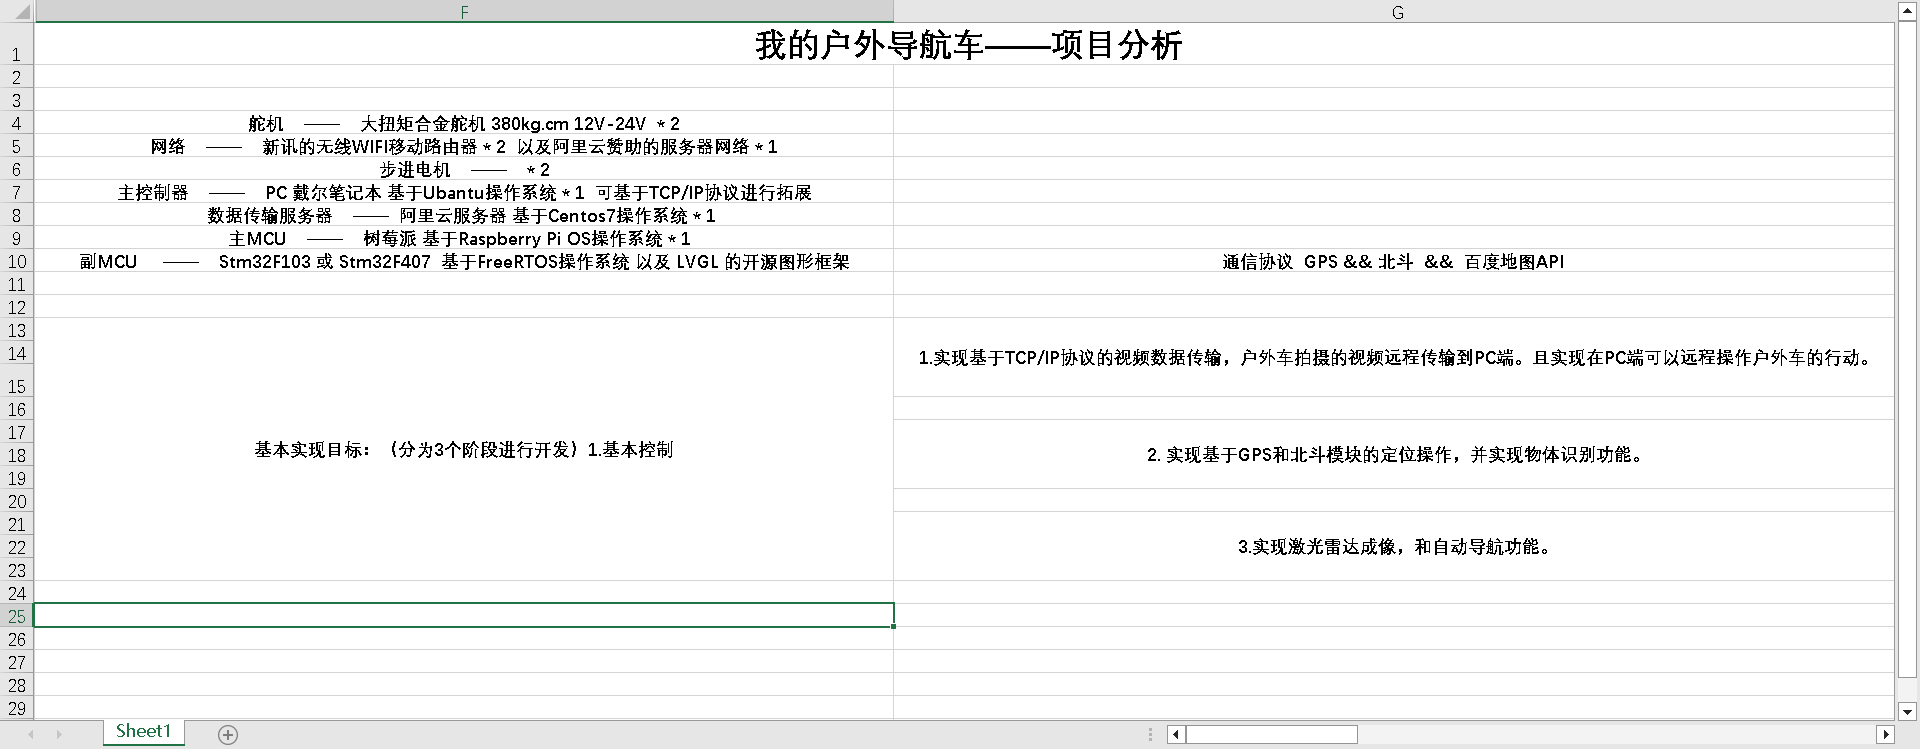 F G
1 我的户外导航车——项目分析
2
3
4 舵机 —— 大扭矩合金舵机 380kg.cm 12V-24V *2
5 网络 —— 新讯的无线WIFI移动路由器*2 以及阿里云赞助的服务器网络*1
6 步进电机 —— *2
7 主控制器 —— PC 戴尔笔记本 基于Ubantu操作系统*1 可基于TCP/IP协议进行拓展
8 数据传输服务器 —— 阿里云服务器 基于Centos7操作系统*1
9 主MCU —— 树莓派 基于Raspberry Pi OS操作系统*1
10 副MCU —— Stm32F103 或 Stm32F407 基于FreeRTOS操作系统 以及 LVGL 的开源图形框架 通信协议 GPS && 北斗 && 百度地图API
11
12
13
14 1.实现基于TCP/IP协议的视频数据传输，户外车拍摄的视频远程传输到PC端。且实现在PC端可以远程操作户外车的行动。
15
16
17
18 基本实现目标：（分为3个阶段进行开发）1.基本控制 2. 实现基于GPS和北斗模块的定位操作，并实现物体识别功能。
19
20
21
22 3.实现激光雷达成像，和自动导航功能。
23
24
25
26
27
28
29
Sheet1